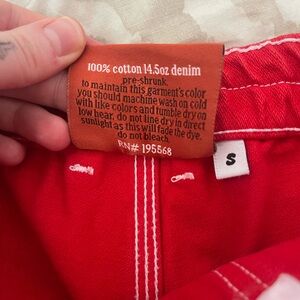 100% cotton 14.5oz denim
pre-shrunk.
to maintain this garment's color
you should machine wash on cold
with like colors and tumble dry on
low hear. do not line dry in direct
sunlight as this will fade the dye.
do not bleach.
RN# 195568
S